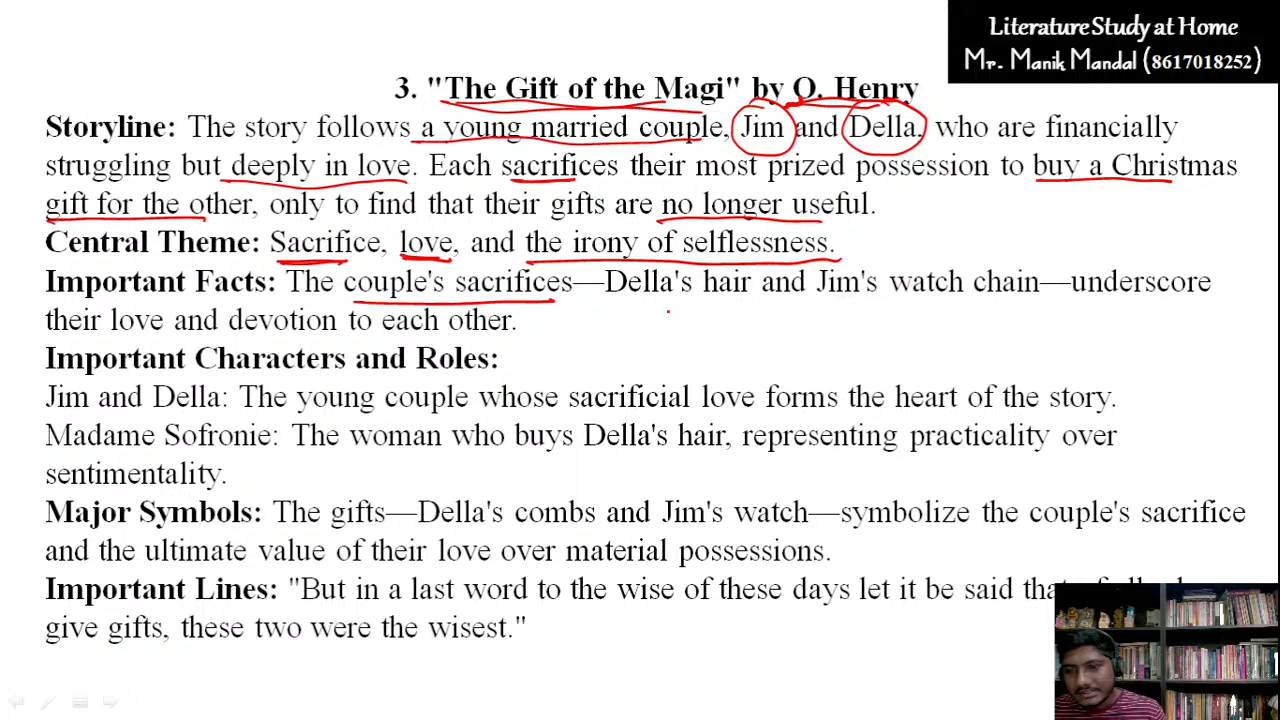 Literature Study at Home
Mr. Manik Mandal (8617018252)
3. "The Gift of the Magi" by O. Henry
Storyline: The story follows a young married couple, Jim and Della, who are financially
struggling but deeply in love. Each sacrifices their most prized possession to buy a Christmas
gift for the other, only to find that their gifts are no longer useful.
Central Theme: Sacrifice, love, and the irony of selflessness.
Important Facts: The couple's sacrifices—Della's hair and Jim's watch chain—underscore
their love and devotion to each other.
Important Characters and Roles:
Jim and Della: The young couple whose sacrificial love forms the heart of the story.
Madame Sofronie: The woman who buys Della's hair, representing practicality over
sentimentality.
Major Symbols: The gifts—Della's combs and Jim's watch—symbolize the couple's sacrifice
and the ultimate value of their love over material possessions.
Important Lines: "But in a last word to the wise of these days let it be said
give gifts, these two were the wisest."